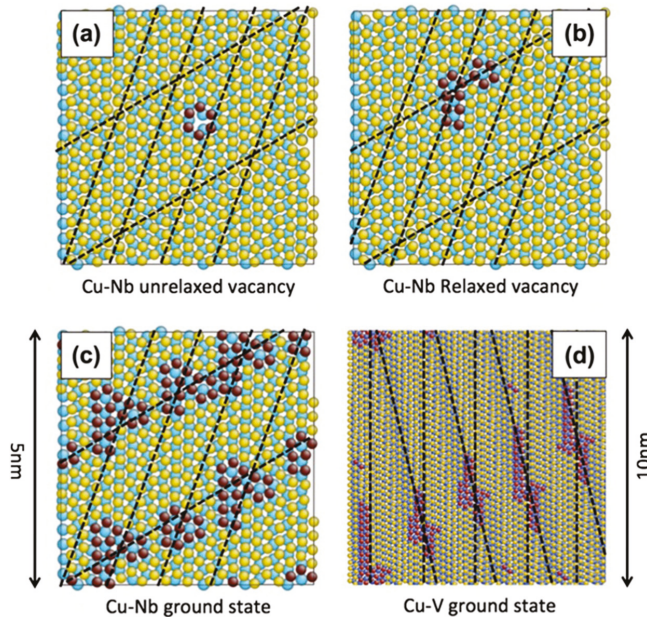 (a)
(b)
Cu-Nb unrelaxed vacancy
Cu-Nb Relaxed vacancy
(c)
(d)
5nm
10nm
Cu-Nb ground state
Cu-V ground state